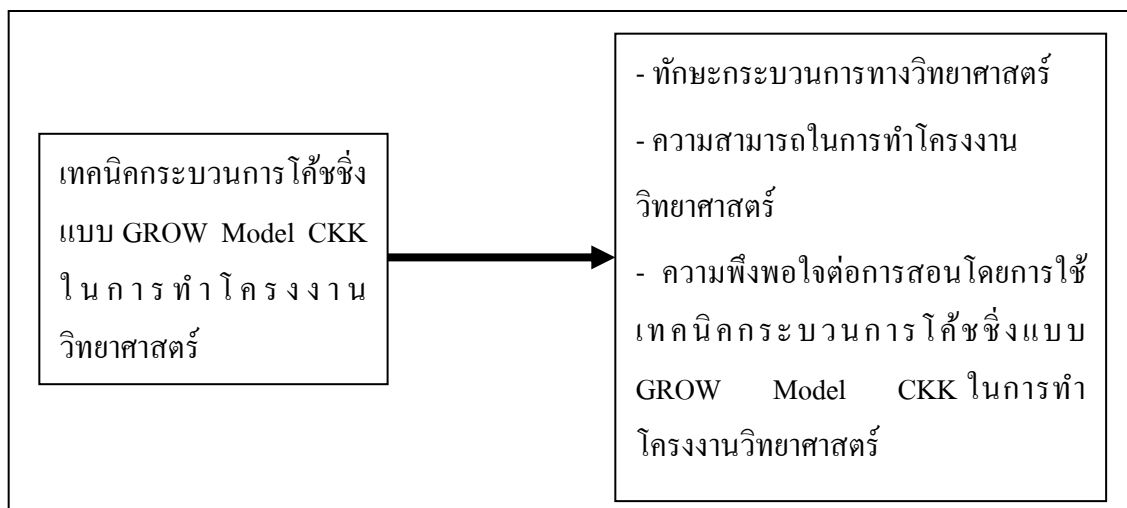 เทคนิคกระบวนการโค้ชชิ่ง
แบบ GROW Model CKK
ในการทำโครงงาน
วิทยาศาสตร์
- ทักษะกระบวนการทางวิทยาศาสตร์
- ความสามารถในการทำโครงงาน
วิทยาศาสตร์
- ความพึงพอใจต่อการสอนโดยการใช้
เทคนิคกระบวนการโค้ชชิ่งแบบ
GROW Model CKK ในการทำ
โครงงานวิทยาศาสตร์